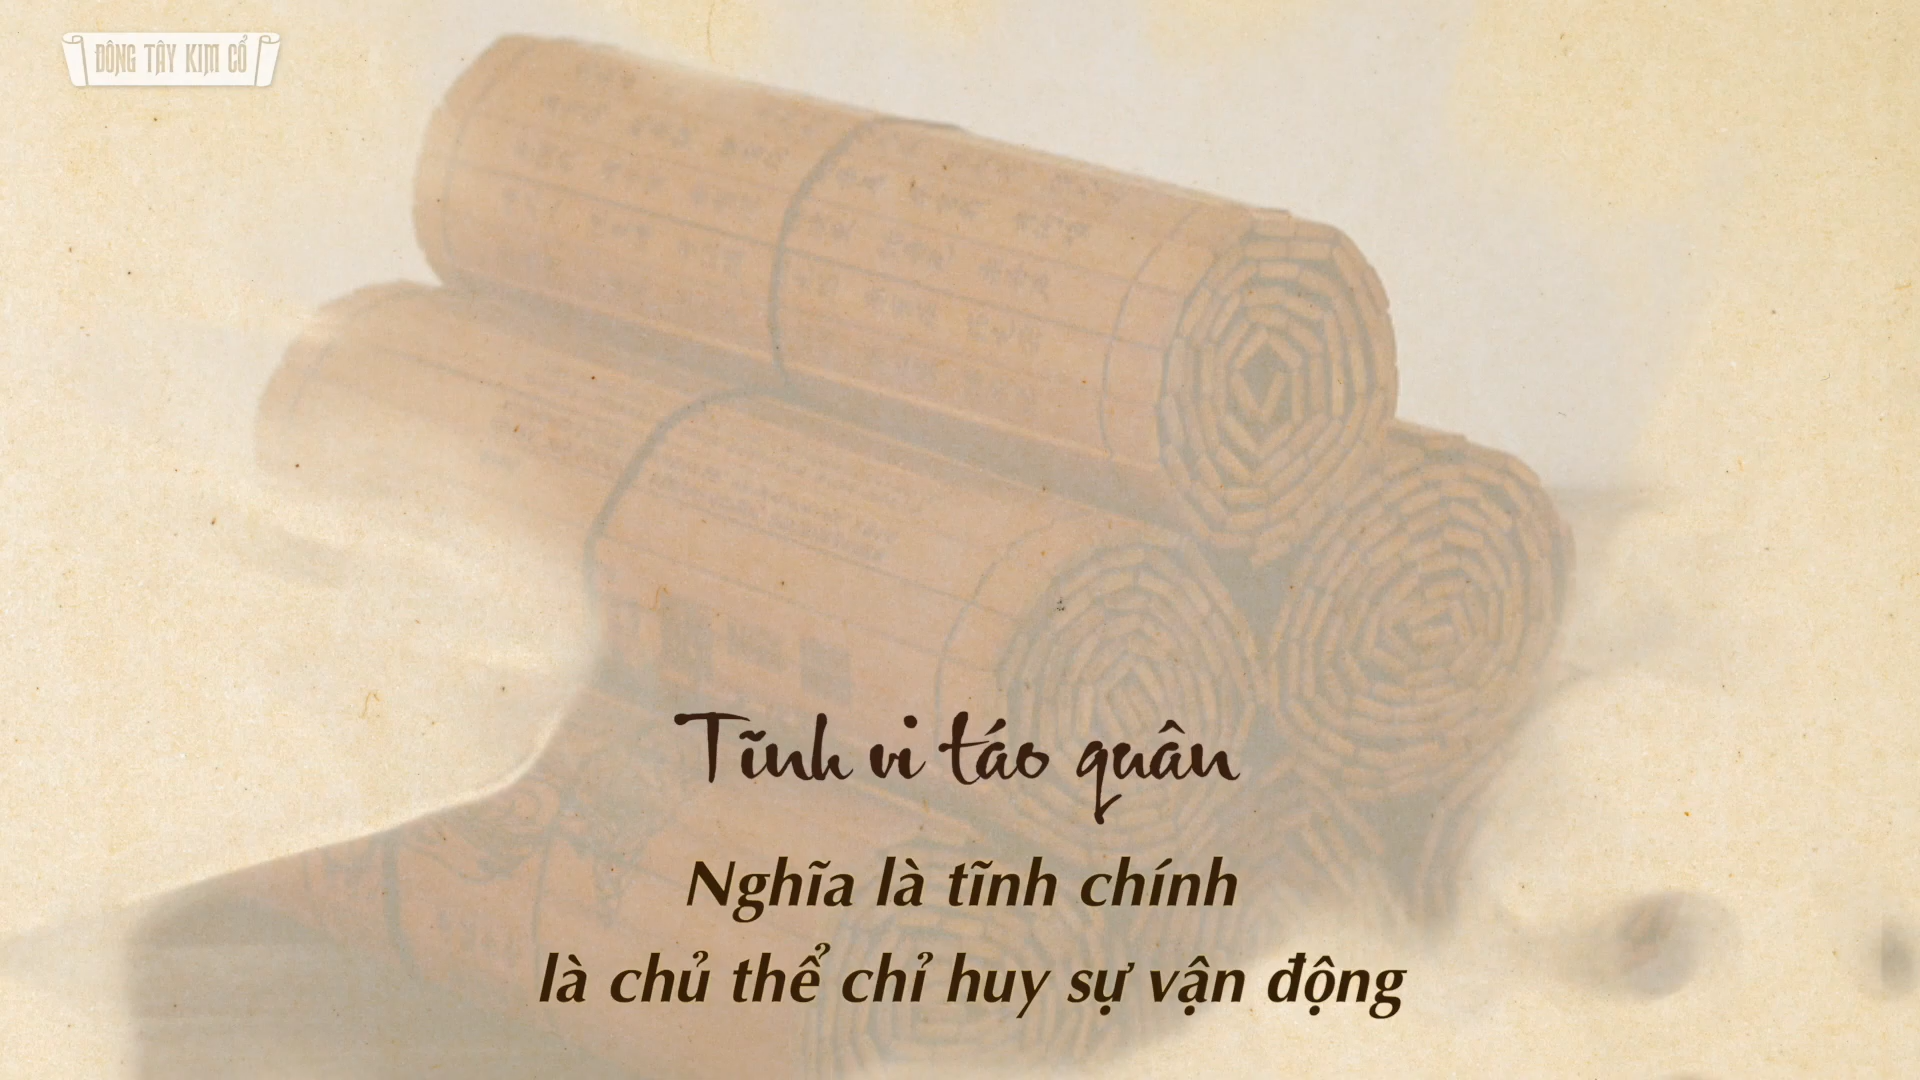 ĐÔNG TÂY KIM CỔ
Tĩnh vi táo quân
Nghĩa là tĩnh chính
là chủ thể chỉ huy sự vận động